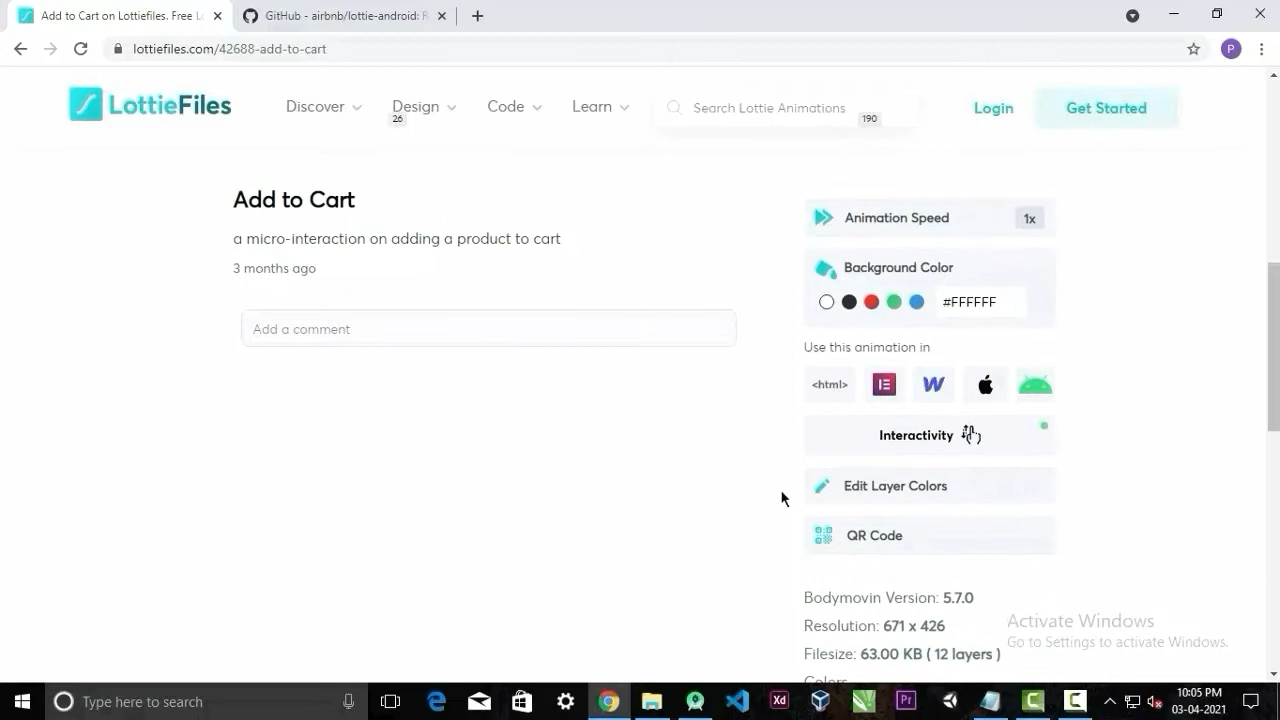 Add to Cart on Lottiefiles. Free Lo
GitHub - airbnb/lottie-android: R
lottiefiles.com/42688-add-to-cart
P
LottieFiles
Discover
Design
Code
Learn
Search Lottie Animations
Login
Get Started
26
190
Add to Cart
a micro-interaction on adding a product to cart
3 months ago
Add a comment
Animation Speed
1x
Background Color
#FFFFFF
Use this animation in
<html>
Interactivity
Edit Layer Colors
QR Code
Bodymovin Version: 5.7.0
Resolution: 671 x 426
Filesize: 63.00 KB ( 12 layers )
Colors
Activate Windows
Go to Settings to activate Windows.
Type here to search
Xd
Pr
10:05 PM
03-04-2021